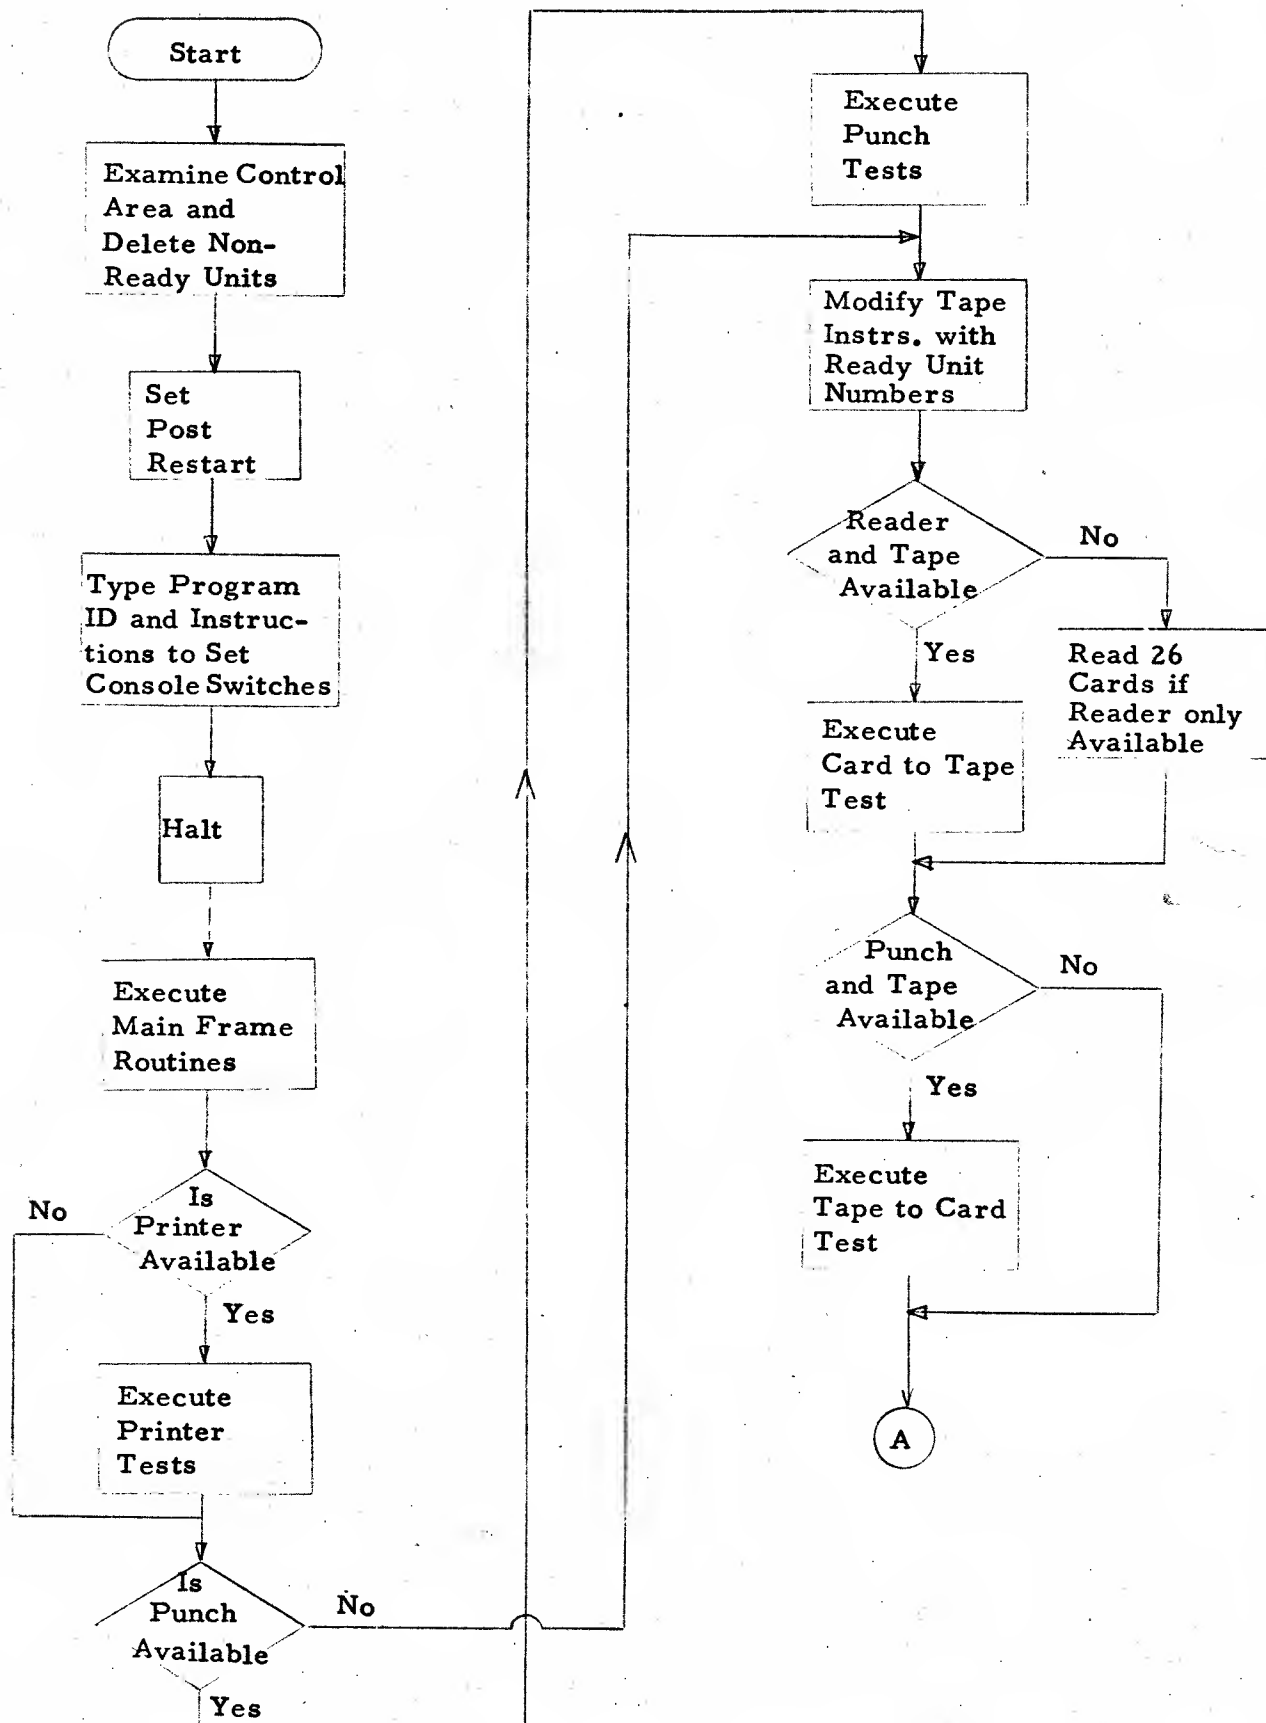 Start
Examine Control
Area and
Delete Non-
Ready Units
Set
Post
Restart
Type Program
ID and Instruc-
tions to Set
Console Switches
Halt
Execute
Main Frame
Routines
Is
Printer
Available
No
Yes
Execute
Printer
Tests
Is
Punch
Available
No
Yes
Execute
Punch
Tests
Modify Tape
Instrs. with
Ready Unit
Numbers
Reader
and Tape
Available
No
Yes
Read 26
Cards if
Reader only
Available
Execute
Card to Tape
Test
Punch
and Tape
Available
No
Yes
Execute
Tape to Card
Test
A